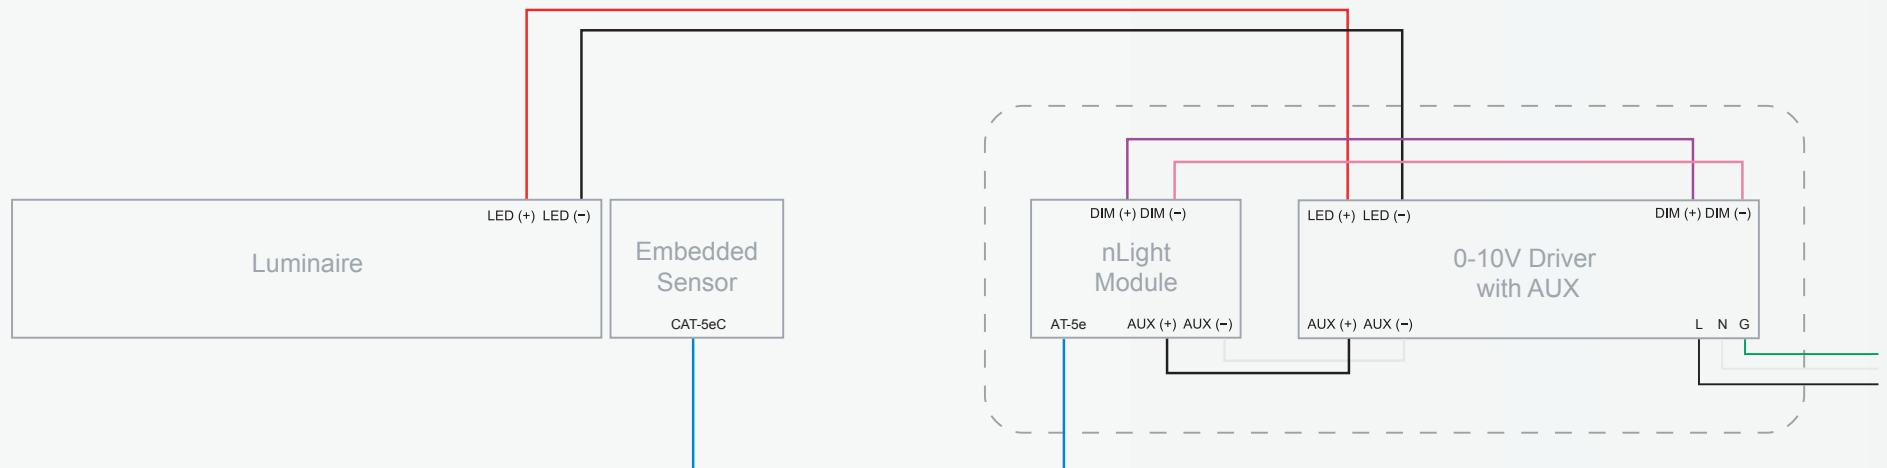 LED (+) LED (−)
Luminaire
Embedded
Sensor
CAT-5eC
DIM (+) DIM (−)
nLight
Module
AT-5e
AUX (+) AUX (−)
LED (+) LED (−)
DIM (+) DIM (−)
0-10V Driver
with AUX
AUX (+) AUX (−)
L N G